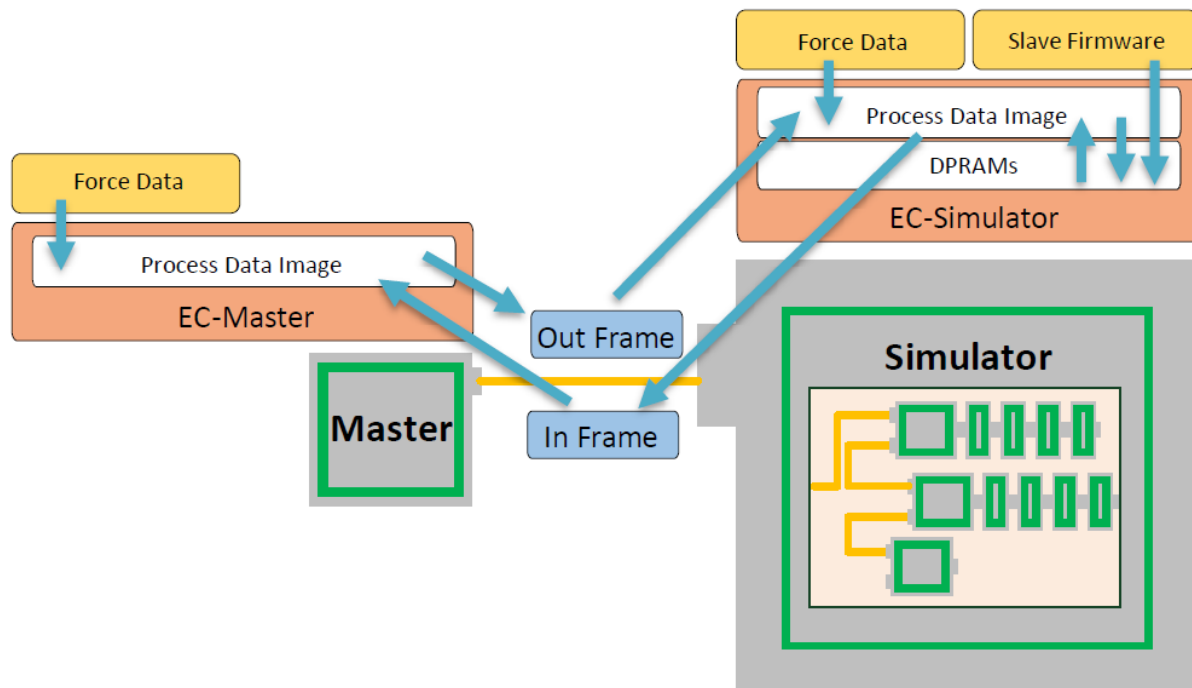 Force Data
Slave Firmware
Process Data Image
DPRAMs
EC-Simulator
Force Data
Process Data Image
EC-Master
Out Frame
Simulator
Master
In Frame